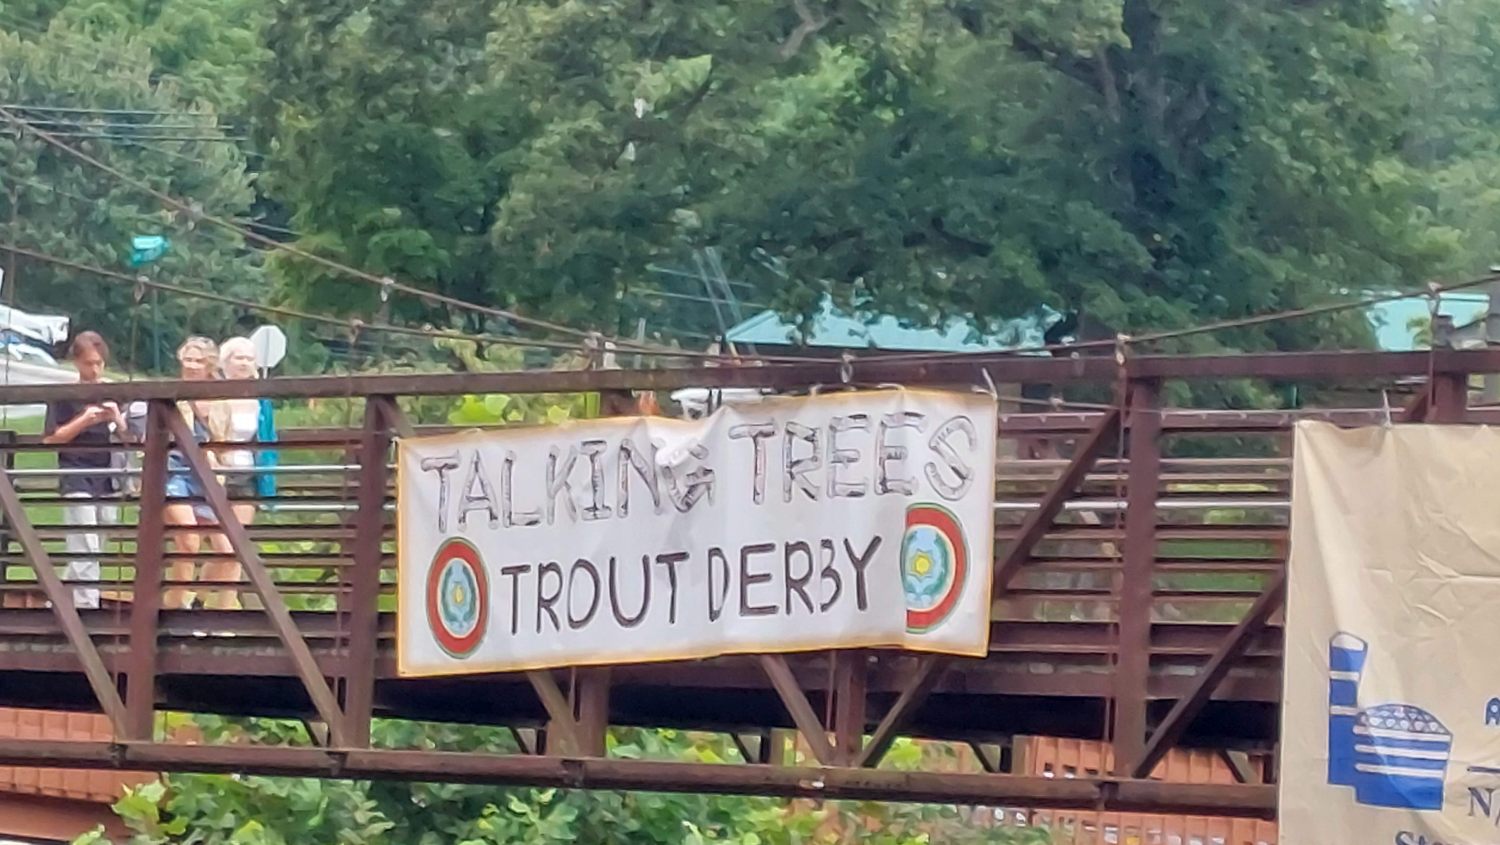 TALKING TREES
TROUT DERBY